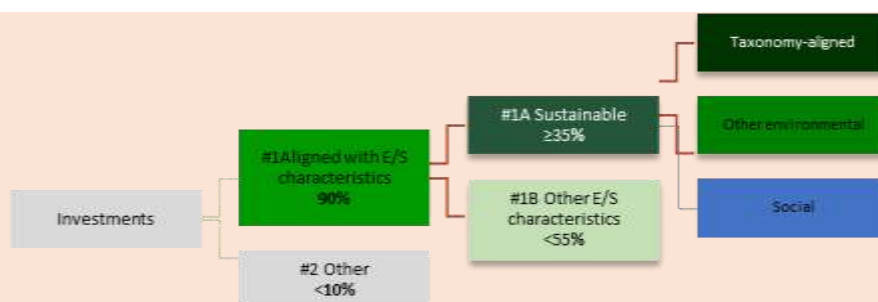 Investments
#1Aligned with E/S
characteristics
90%
#2 Other
<10%
#1A Sustainable
≥35%
#1B Other E/S
characteristics
<55%
Taxonomy-aligned
Other environmental
Social